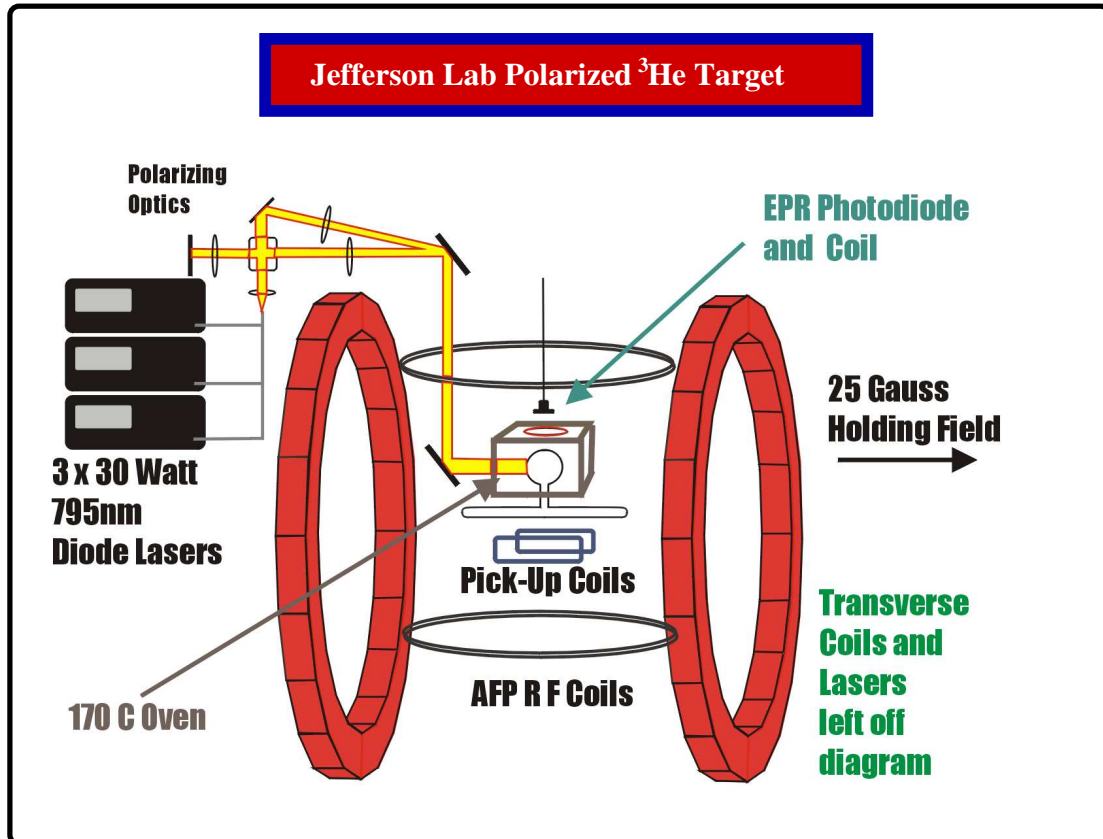 Jefferson Lab Polarized ³He Target
Polarizing
Optics
EPR Photodiode
and Coil
25 Gauss
Holding Field
3 x 30 Watt
795nm
Diode Lasers
Pick-Up Coils
Transverse
Coils and
Lasers
left off
diagram
AFP R F Coils
170 C Oven